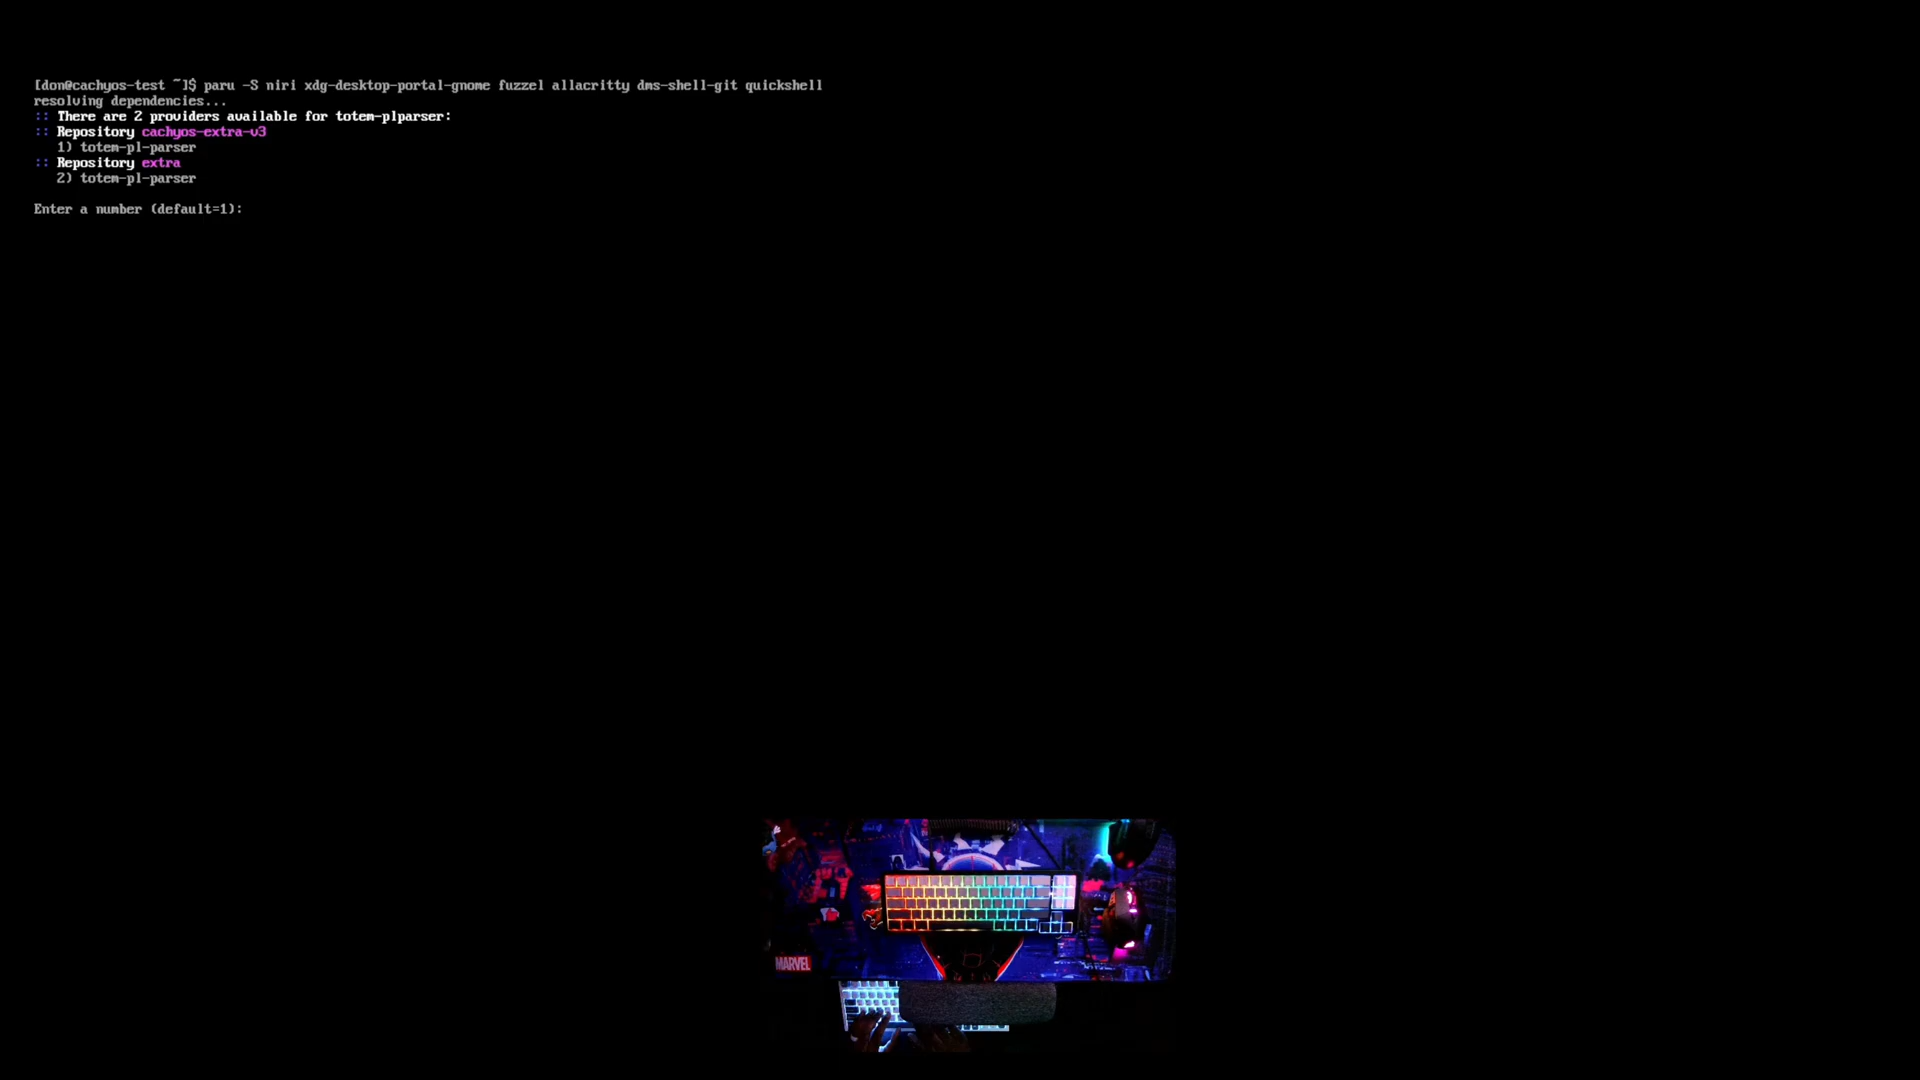 [don@cachyos-test ~]$ paru -S niri xdg-desktop-portal-gnome fuzzel allacritty dms-shell-git quickshell
resolving dependencies...
:: There are 2 providers available for totem-plparser:
:: Repository cachyos-extra-v3
   1) totem-pl-parser
:: Repository extra
   2) totem-pl-parser
Enter a number (default=1):
MARVEL